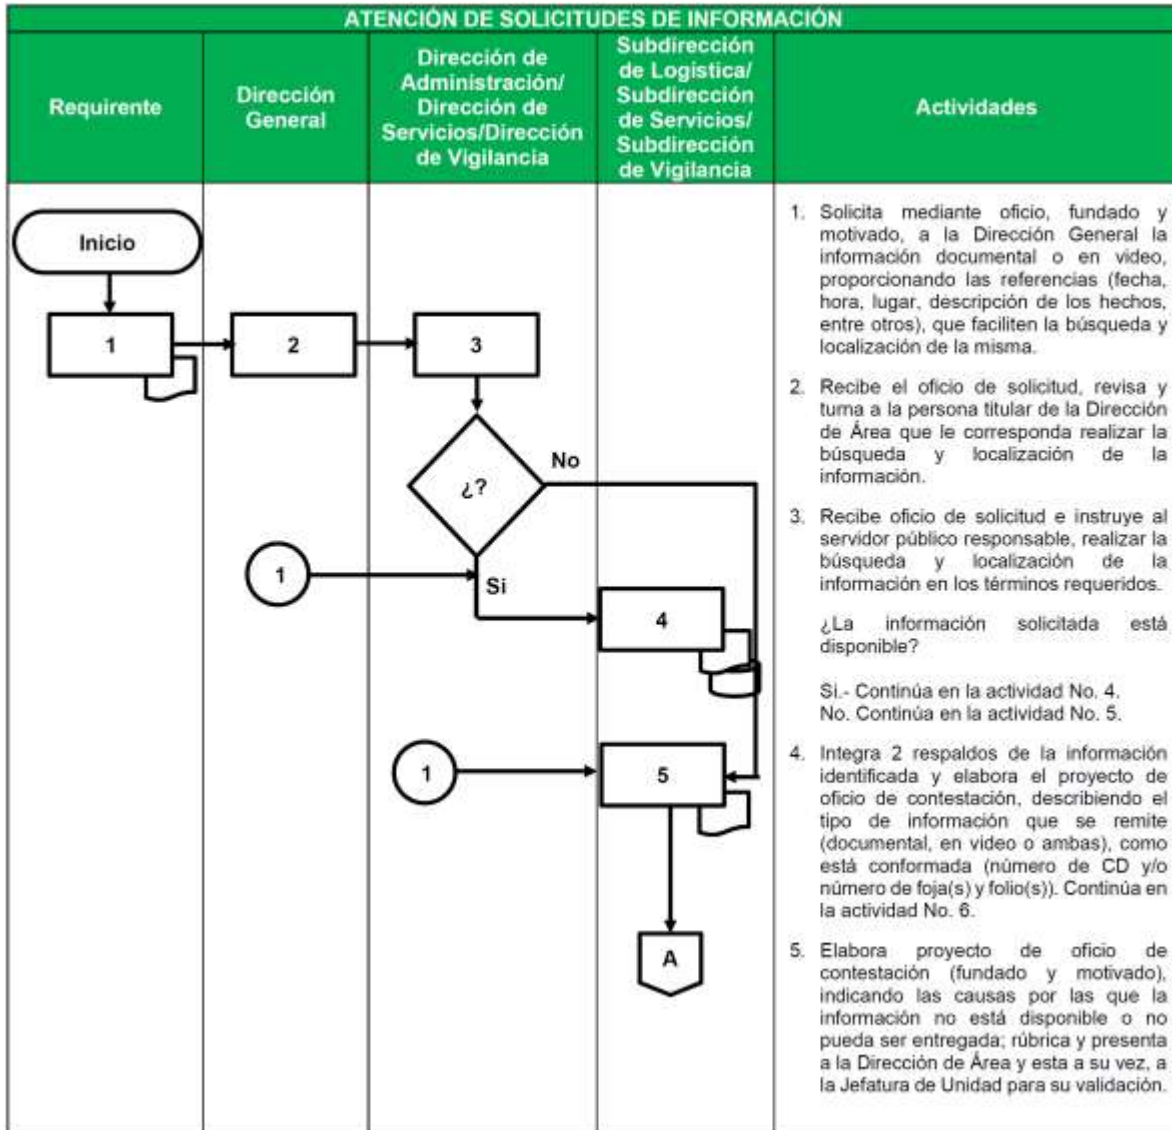 ATENCIÓN DE SOLICITUDES DE INFORMACIÓN
Requirente
Dirección
General
Dirección de
Administración/
Dirección de
Servicios/Dirección
de Vigilancia
Subdirección
de Logística/
Subdirección
de Servicios/
Subdirección
de Vigilancia
Actividades
Inicio
1
2
3
¿?
No
1
Si
4
1
5
A
1. Solicita mediante oficio, fundado y
motivado, a la Dirección General la
información documental o en video,
proporcionando las referencias (fecha,
hora, lugar, descripción de los hechos,
entre otros), que faciliten la búsqueda y
localización de la misma.
2. Recibe el oficio de solicitud, revisa y
turna a la persona titular de la Dirección
de Área que le corresponda realizar la
búsqueda y localización de la
información.
3. Recibe oficio de solicitud e instruye al
servidor público responsable, realizar la
búsqueda y localización de la
información en los términos requeridos.
¿La información solicitada está
disponible?
Si.- Continúa en la actividad No. 4.
No. Continúa en la actividad No. 5.
4. Integra 2 respaldos de la información
identificada y elabora el proyecto de
oficio de contestación, describiendo el
tipo de información que se remite
(documental, en video o ambas), como
está conformada (número de CD y/o
número de foja(s) y folio(s)). Continúa en
la actividad No. 6.
5. Elabora proyecto de oficio de
contestación (fundado y motivado),
indicando las causas por las que la
información no está disponible o no
pueda ser entregada; rúbrica y presenta
a la Dirección de Área y esta a su vez, a
la Jefatura de Unidad para su validación.